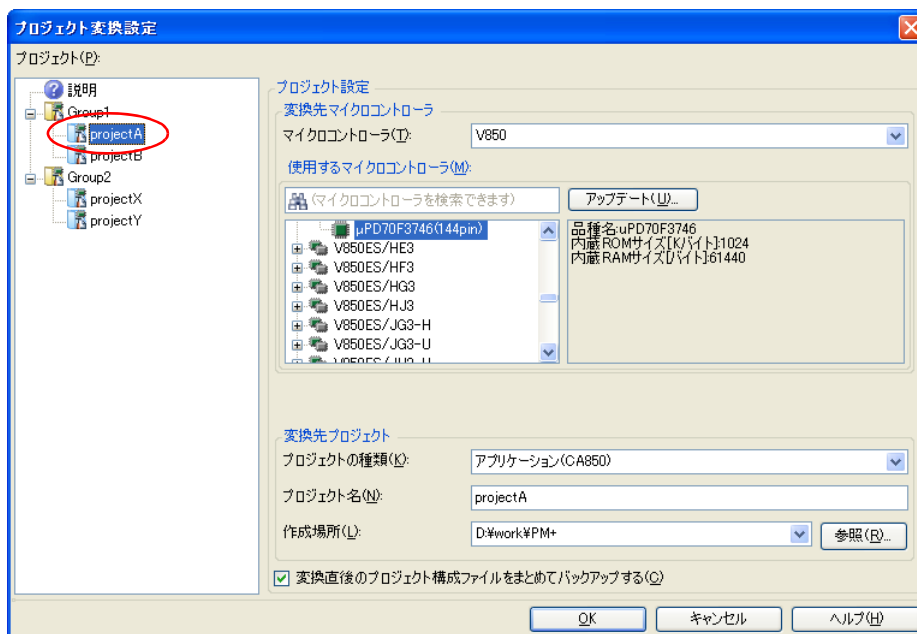 プロジェクト変換設定
プロジェクト(P):
説明
Group1
projectA
projectB
Group2
projectX
projectY
プロジェクト設定
変換先マイクロコントローラ
マイクロコントローラ(T):
V850
使用するマイクロコントローラ(M):
(マイクロコントローラを検索できます)
アップデート(U)...
μPD70F3746(144pin)
V850ES/HE3
V850ES/HF3
V850ES/HG3
V850ES/HJ3
V850ES/JG3-H
V850ES/JG3-U
品種名:uPD70F3746
内蔵ROMサイズ[Kバイト]:1024
内蔵RAMサイズ[バイト]:61440
変換先プロジェクト
プロジェクトの種類(K):
アプリケーション(CA850)
プロジェクト名(N):
projectA
作成場所(L):
D:¥work¥PM+
参照(R)...
変換直後のプロジェクト構成ファイルをまとめてバックアップする(C)
OK
キャンセル
ヘルプ(H)